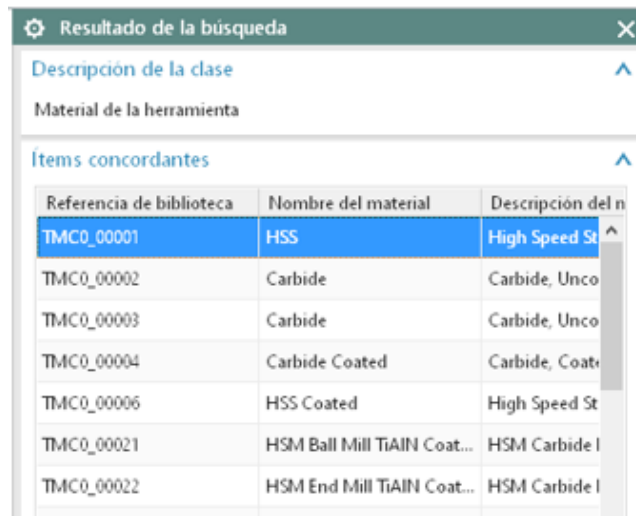 Resultado de la búsqueda
Descripción de la clase
Material de la herramienta
Ítems concordantes
Referencia de biblioteca Nombre del material Descripción del n
TMC0_00001 HSS High Speed St
TMC0_00002 Carbide Carbide, Unco
TMC0_00003 Carbide Carbide, Unco
TMC0_00004 Carbide Coated Carbide, Coate
TMC0_00006 HSS Coated High Speed St
TMC0_00021 HSM Ball Mill TiAlN Coat... HSM Carbide I
TMC0_00022 HSM End Mill TiAlN Coat... HSM Carbide I